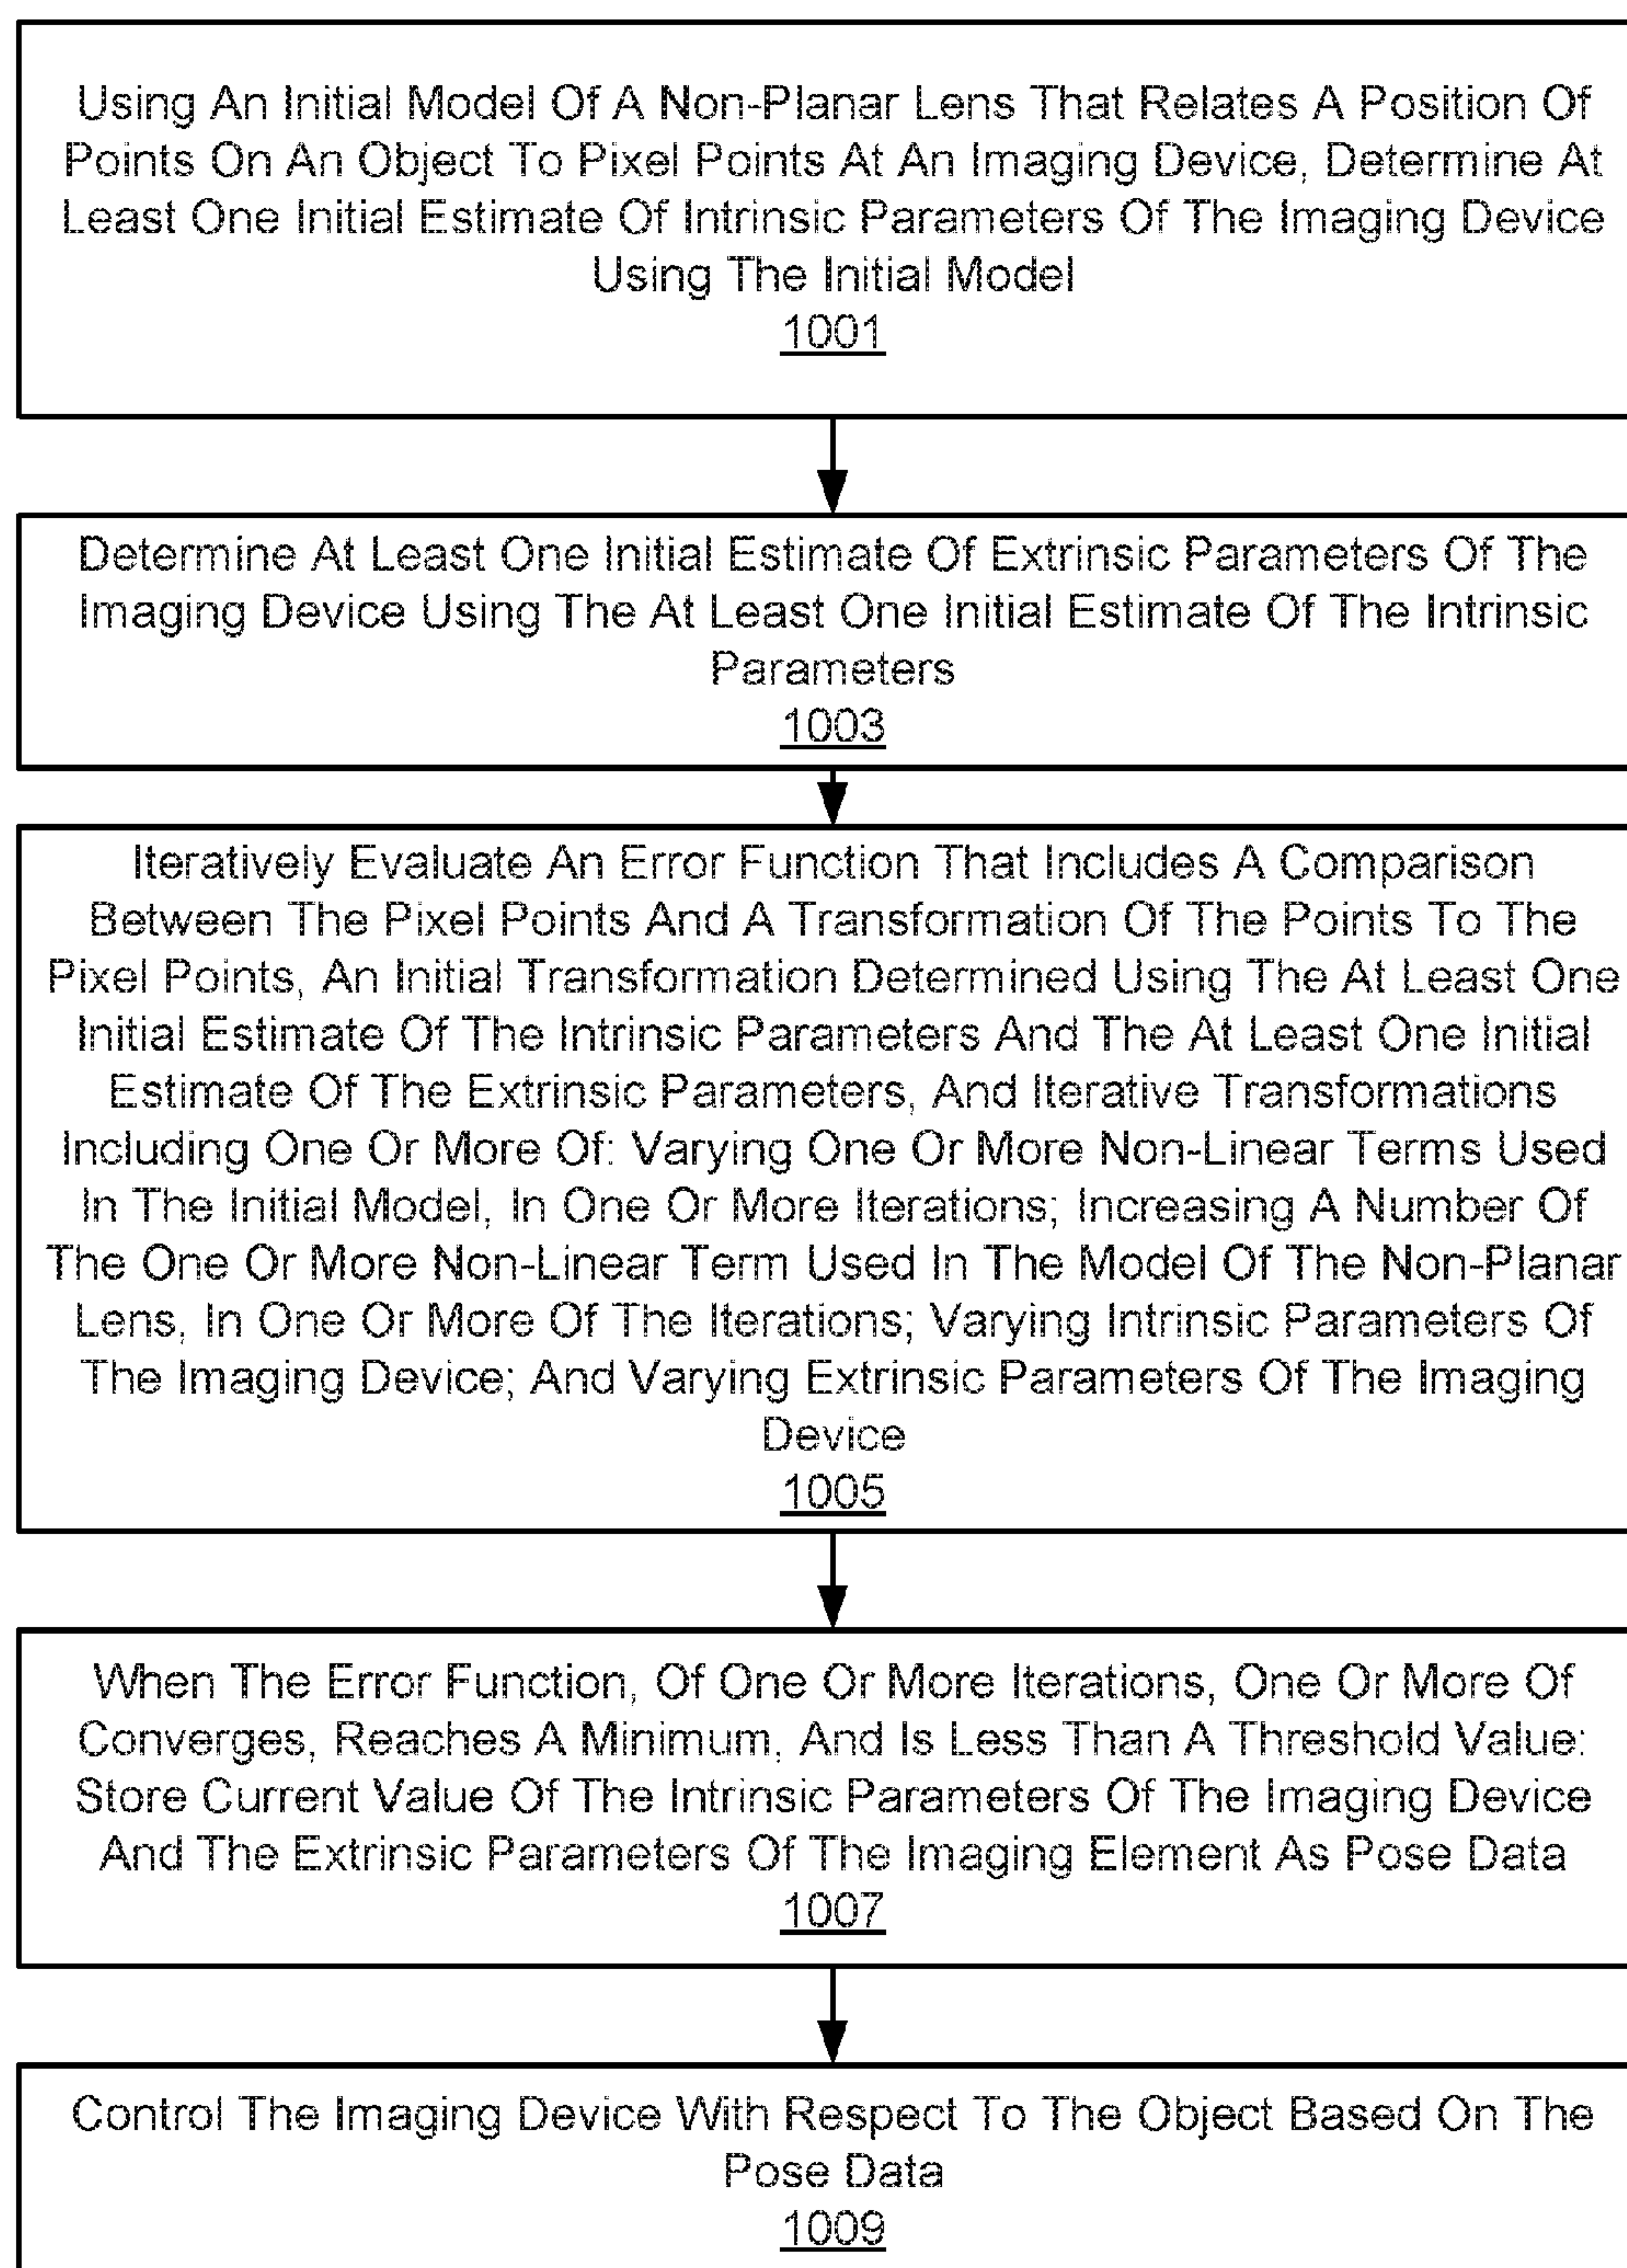 Using An Initial Model Of A Non-Planar Lens That Relates A Position Of
Points On An Object To Pixel Points At An Imaging Device, Determine At
Least One Initial Estimate Of Intrinsic Parameters Of The Imaging Device
Using The Initial Model
1001
Determine At Least One Initial Estimate Of Extrinsic Parameters Of The
Imaging Device Using The At Least One Initial Estimate Of The Intrinsic
Parameters
1003
Iteratively Evaluate An Error Function That Includes A Comparison
Between The Pixel Points And A Transformation Of The Points To The
Pixel Points, An Initial Transformation Determined Using The At Least One
Initial Estimate Of The Intrinsic Parameters And The At Least One Initial
Estimate Of The Extrinsic Parameters, And Iterative Transformations
Including One Or More Of: Varying One Or More Non-Linear Terms Used
In The Initial Model, In One Or More Iterations; Increasing A Number Of
The One Or More Non-Linear Term Used In The Model Of The Non-Planar
Lens, In One Or More Of The Iterations; Varying Intrinsic Parameters Of
The Imaging Device; And Varying Extrinsic Parameters Of The Imaging
Device
1005
When The Error Function, Of One Or More Iterations, One Or More Of
Converges, Reaches A Minimum, And Is Less Than A Threshold Value:
Store Current Value Of The Intrinsic Parameters Of The Imaging Device
And The Extrinsic Parameters Of The Imaging Element As Pose Data
1007
Control The Imaging Device With Respect To The Object Based On The
Pose Data
1009